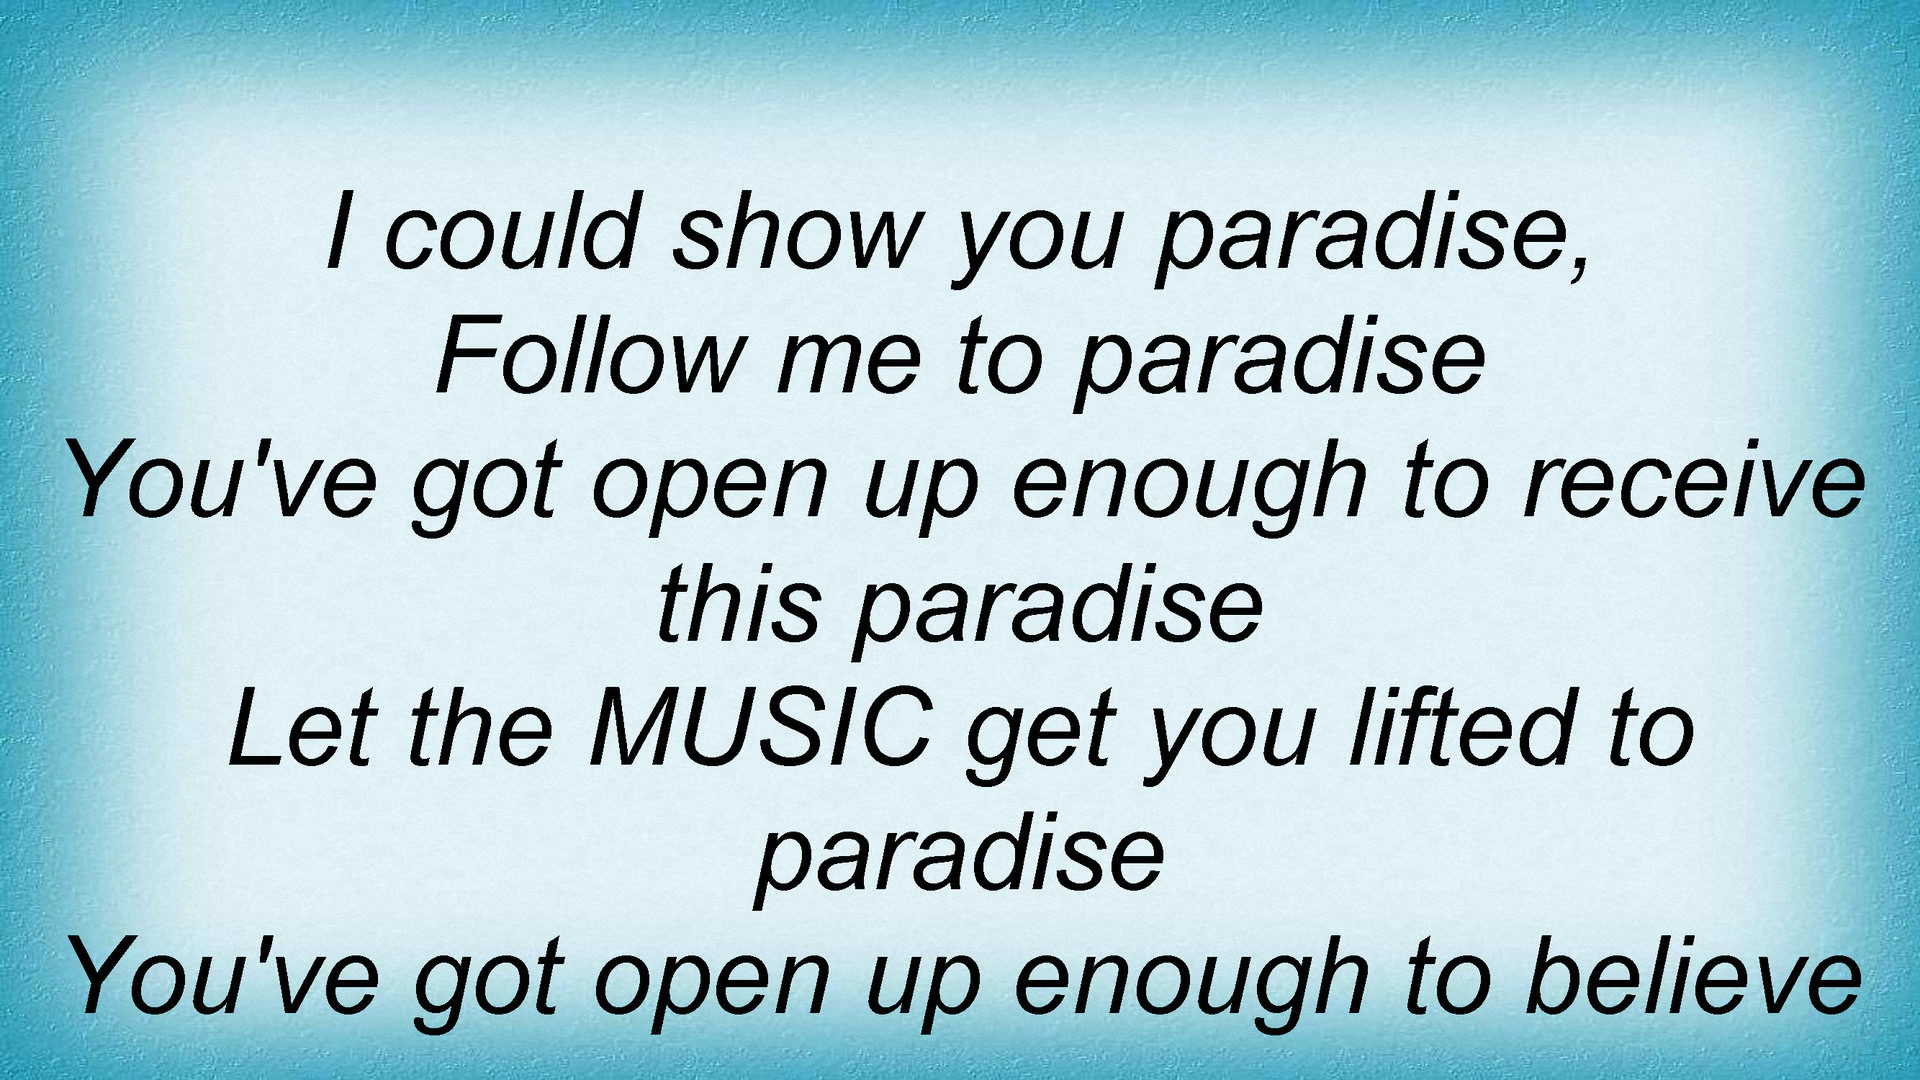 I could show you paradise,
Follow me to paradise
You've got open up enough to receive
this paradise
Let the MUSIC get you lifted to
paradise
You've got open up enough to believe